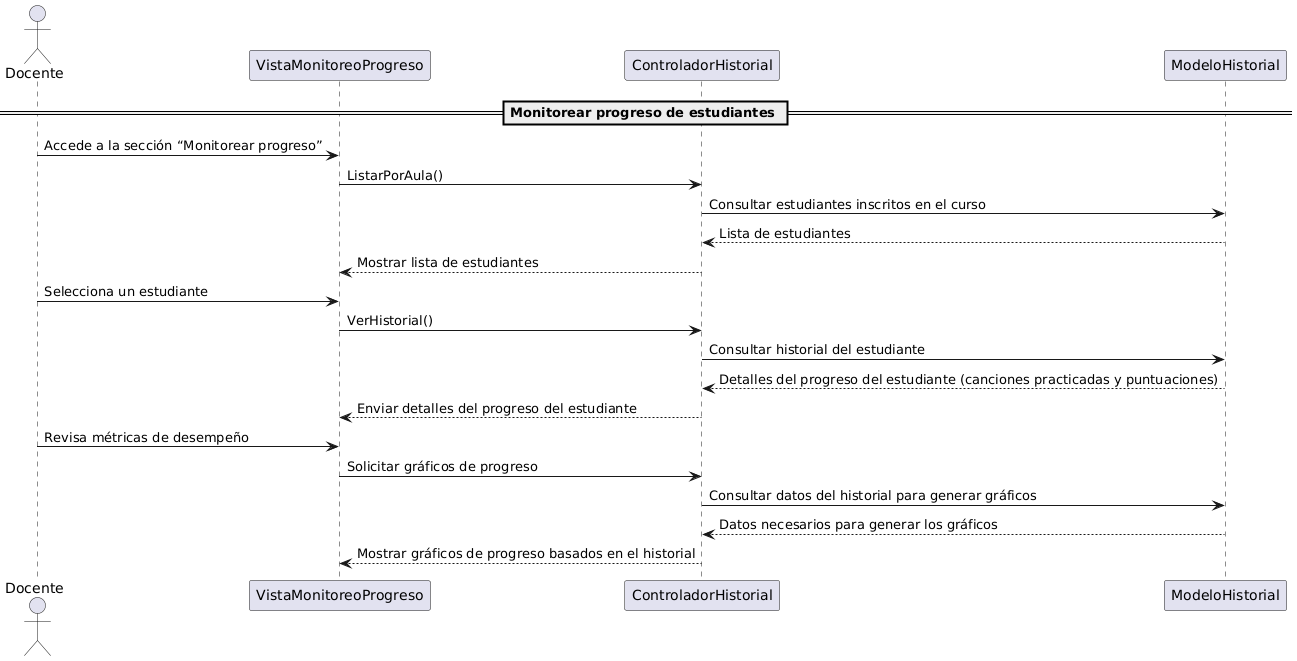 Docente
VistaMonitoreoProgreso
ControladorHistorial
ModeloHistorial
Monitorear progreso de estudiantes
Accede a la sección “Monitorear progreso”
ListarPorAula()
Consultar estudiantes inscritos en el curso
Lista de estudiantes
Mostrar lista de estudiantes
Selecciona un estudiante
VerHistorial()
Consultar historial del estudiante
Detalles del progreso del estudiante (canciones practicadas y puntuaciones)
Enviar detalles del progreso del estudiante
Revisa métricas de desempeño
Solicitar gráficos de progreso
Consultar datos del historial para generar gráficos
Datos necesarios para generar los gráficos
Mostrar gráficos de progreso basados en el historial
Docente
VistaMonitoreoProgreso
ControladorHistorial
ModeloHistorial